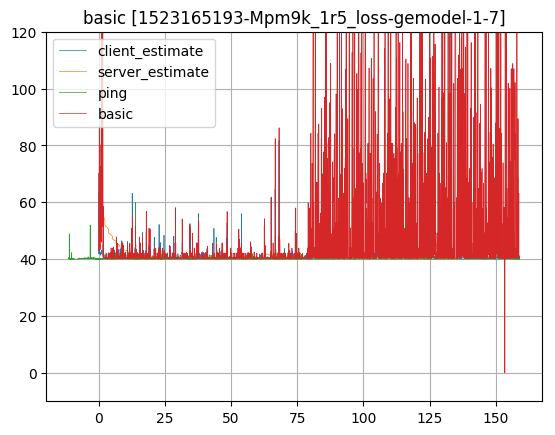 basic [1523165193-Mpm9k_1r5_loss-gemodel-1-7]
client_estimate
server_estimate
ping
basic
120
100
80
60
40
20
0
0 25 50 75 100 125 150